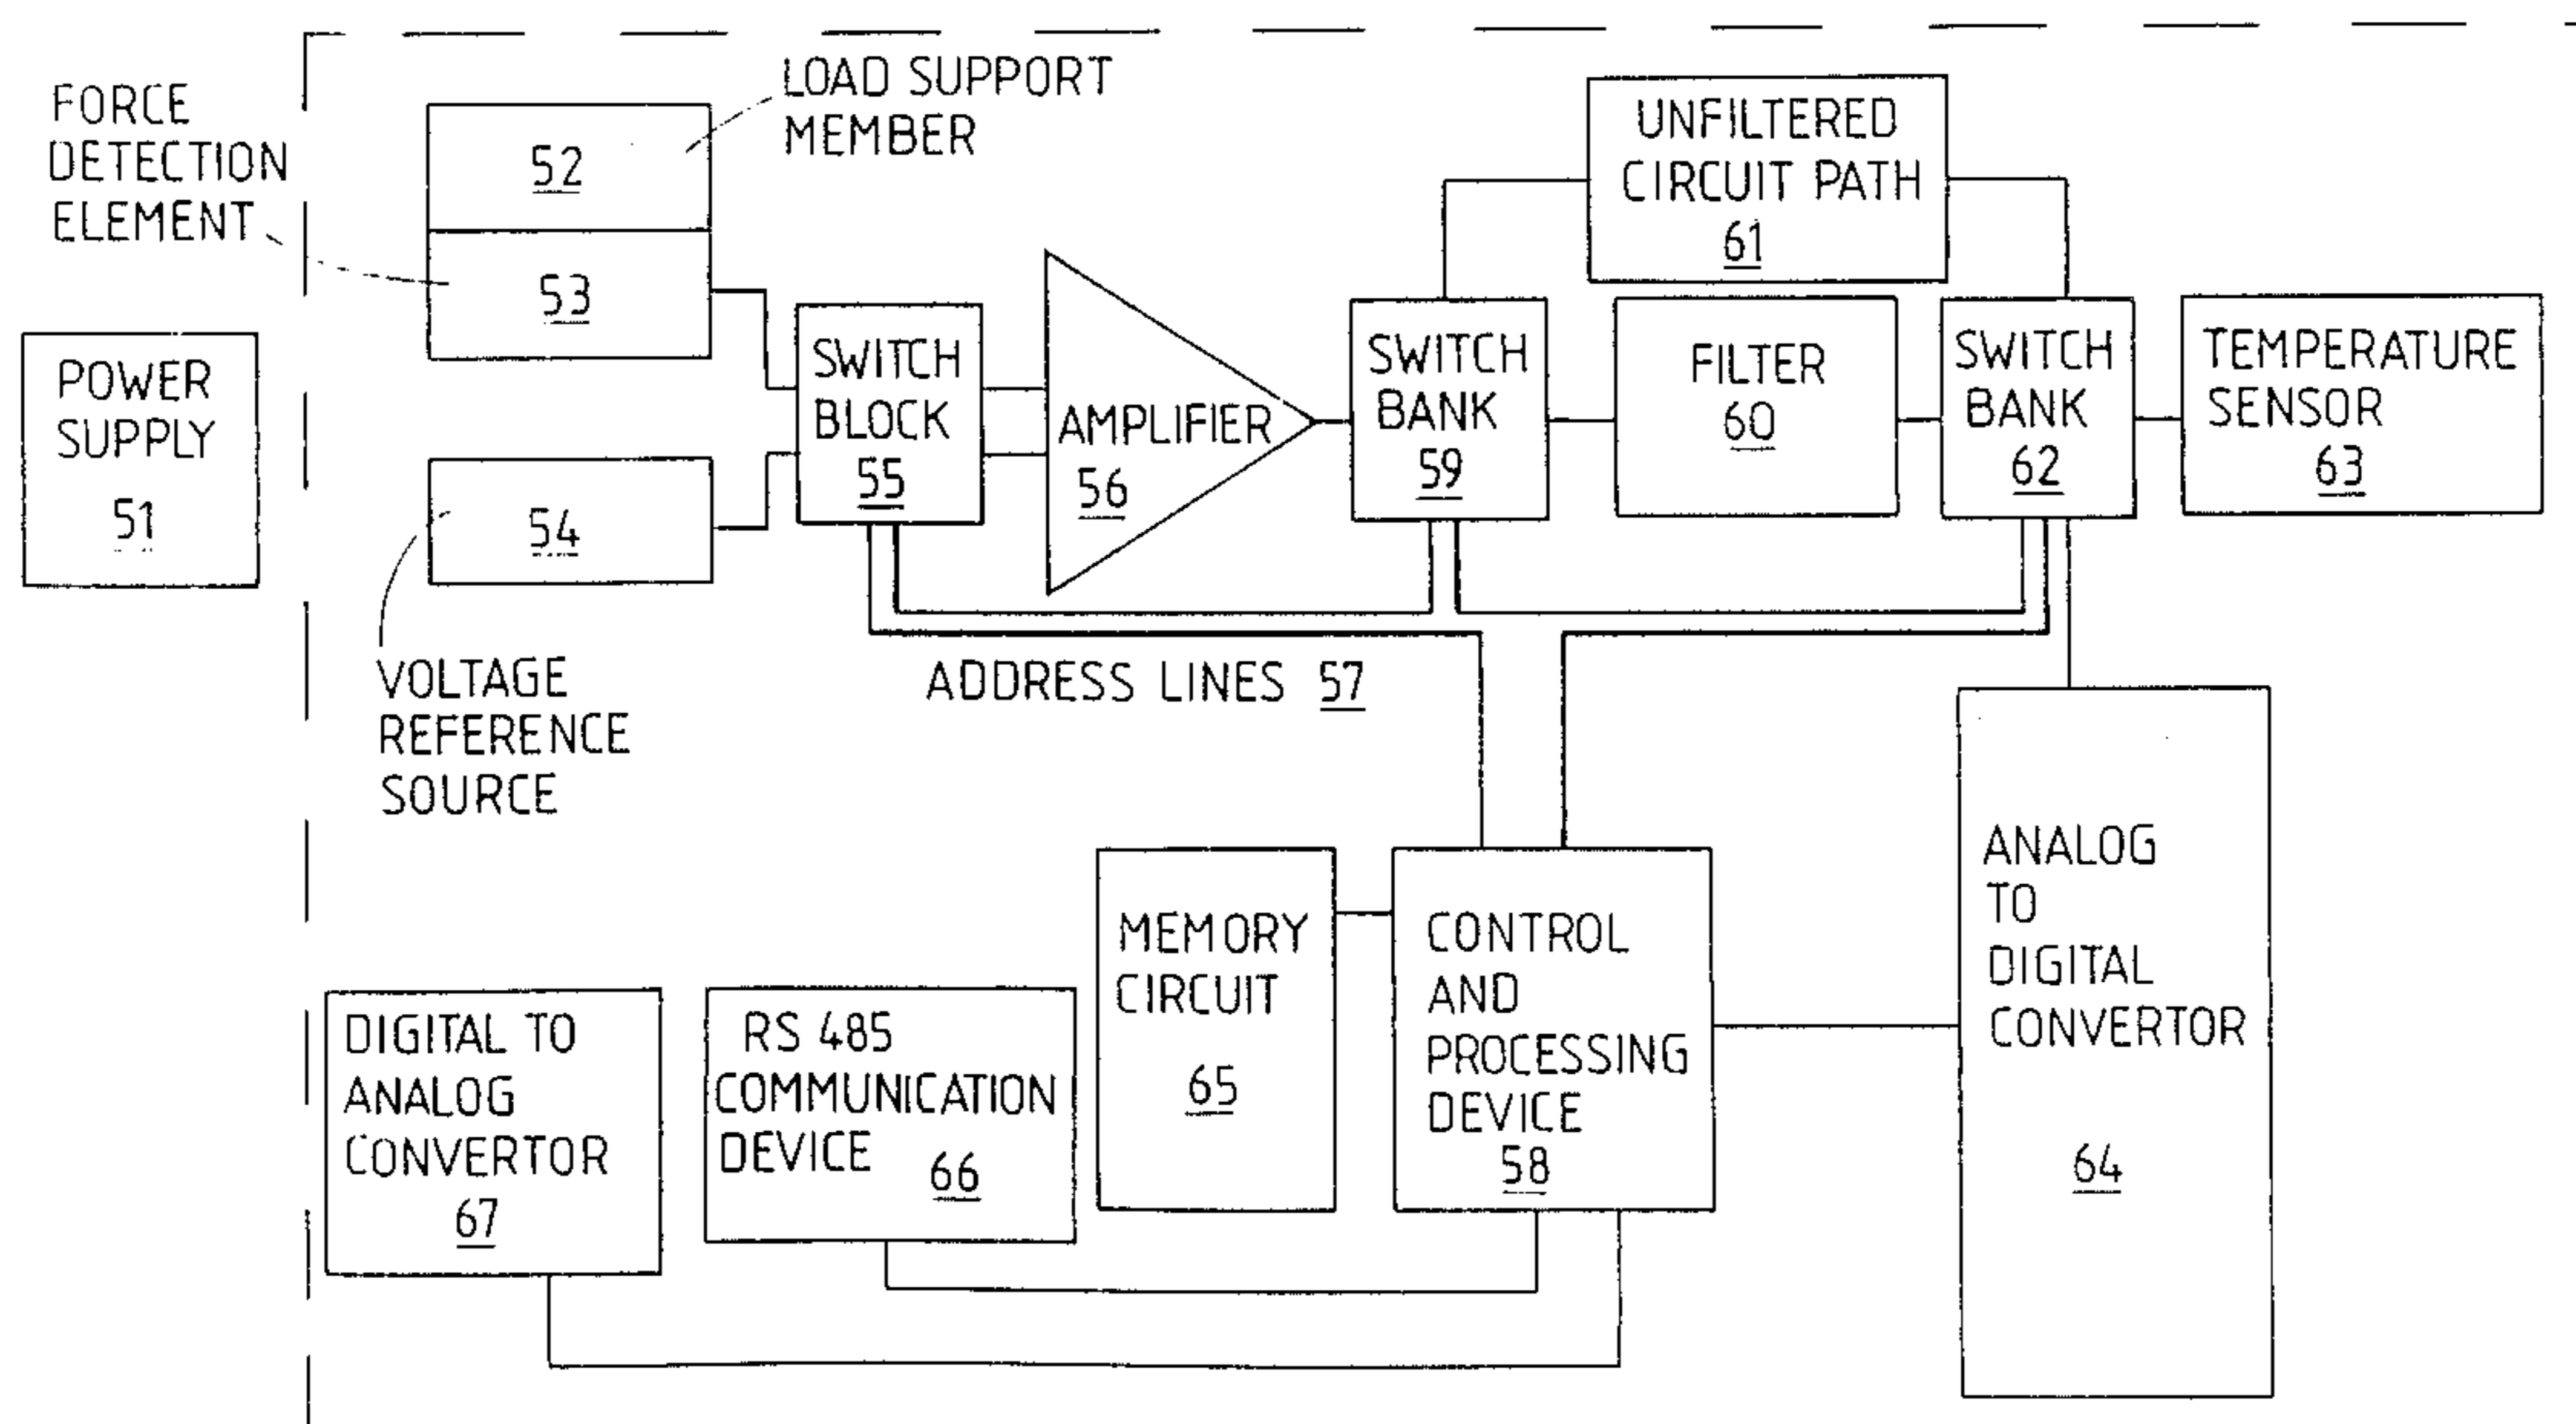 FORCE
DETECTION
ELEMENT
LOAD SUPPORT
MEMBER
52
53
POWER
SUPPLY
51
54
VOLTAGE
REFERENCE
SOURCE
SWITCH
BLOCK
55
AMPLIFIER
56
SWITCH
BANK
59
UNFILTERED
CIRCUIT PATH
61
FILTER
60
SWITCH
BANK
62
TEMPERATURE
SENSOR
63
ADDRESS LINES 57
DIGITAL TO
ANALOG
CONVERTOR
67
RS 485
COMMUNICATION
DEVICE
66
MEMORY
CIRCUIT
65
CONTROL
AND
PROCESSING
DEVICE
58
ANALOG
TO
DIGITAL
CONVERTOR
64